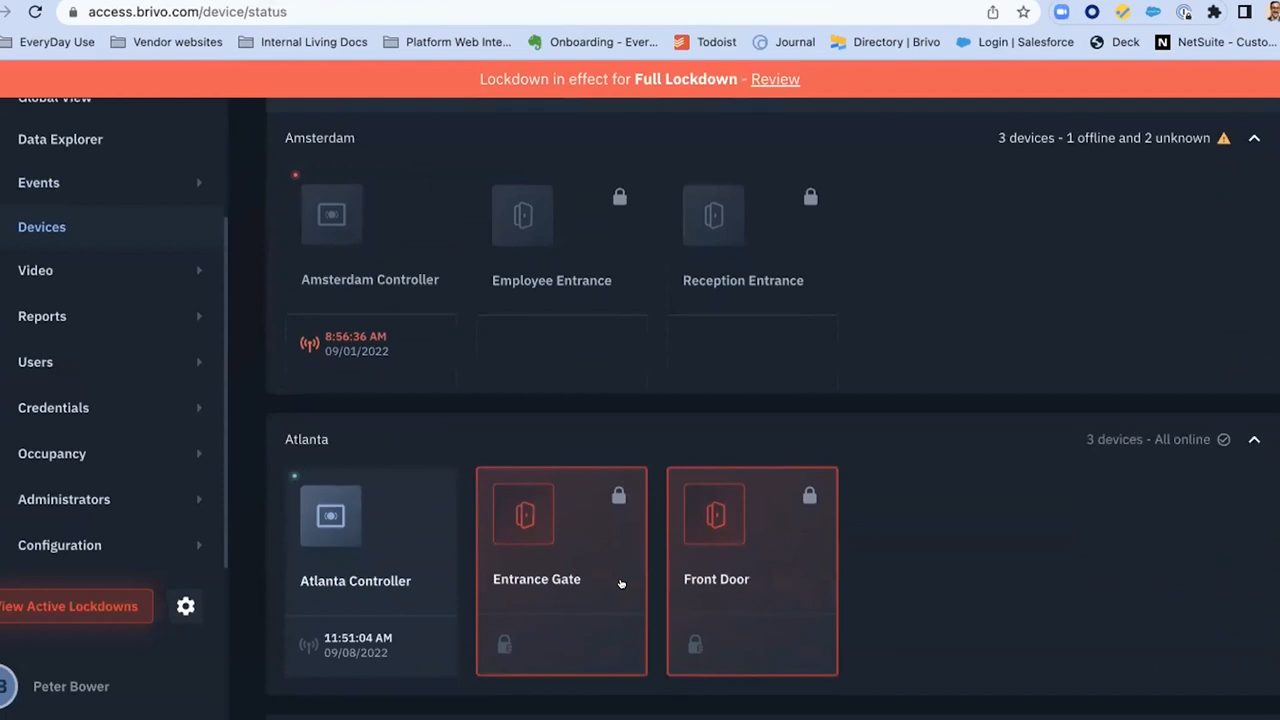 access.brivo.com/device/status
EveryDay Use Vendor websites Internal Living Docs Platform Web Inte... Onboarding - Ever... Todoist Journal Directory | Brivo Login | Salesforce Deck NetSuite - Custo...
Lockdown in effect for Full Lockdown - Review
Global View
Data Explorer
Events
Devices
Video
Reports
Users
Credentials
Occupancy
Administrators
Configuration
View Active Lockdowns
B
Peter Bower
Amsterdam 3 devices - 1 offline and 2 unknown
Amsterdam Controller Employee Entrance Reception Entrance
8:56:36 AM
09/01/2022
Atlanta 3 devices - All online
Atlanta Controller Entrance Gate Front Door
11:51:04 AM
09/08/2022